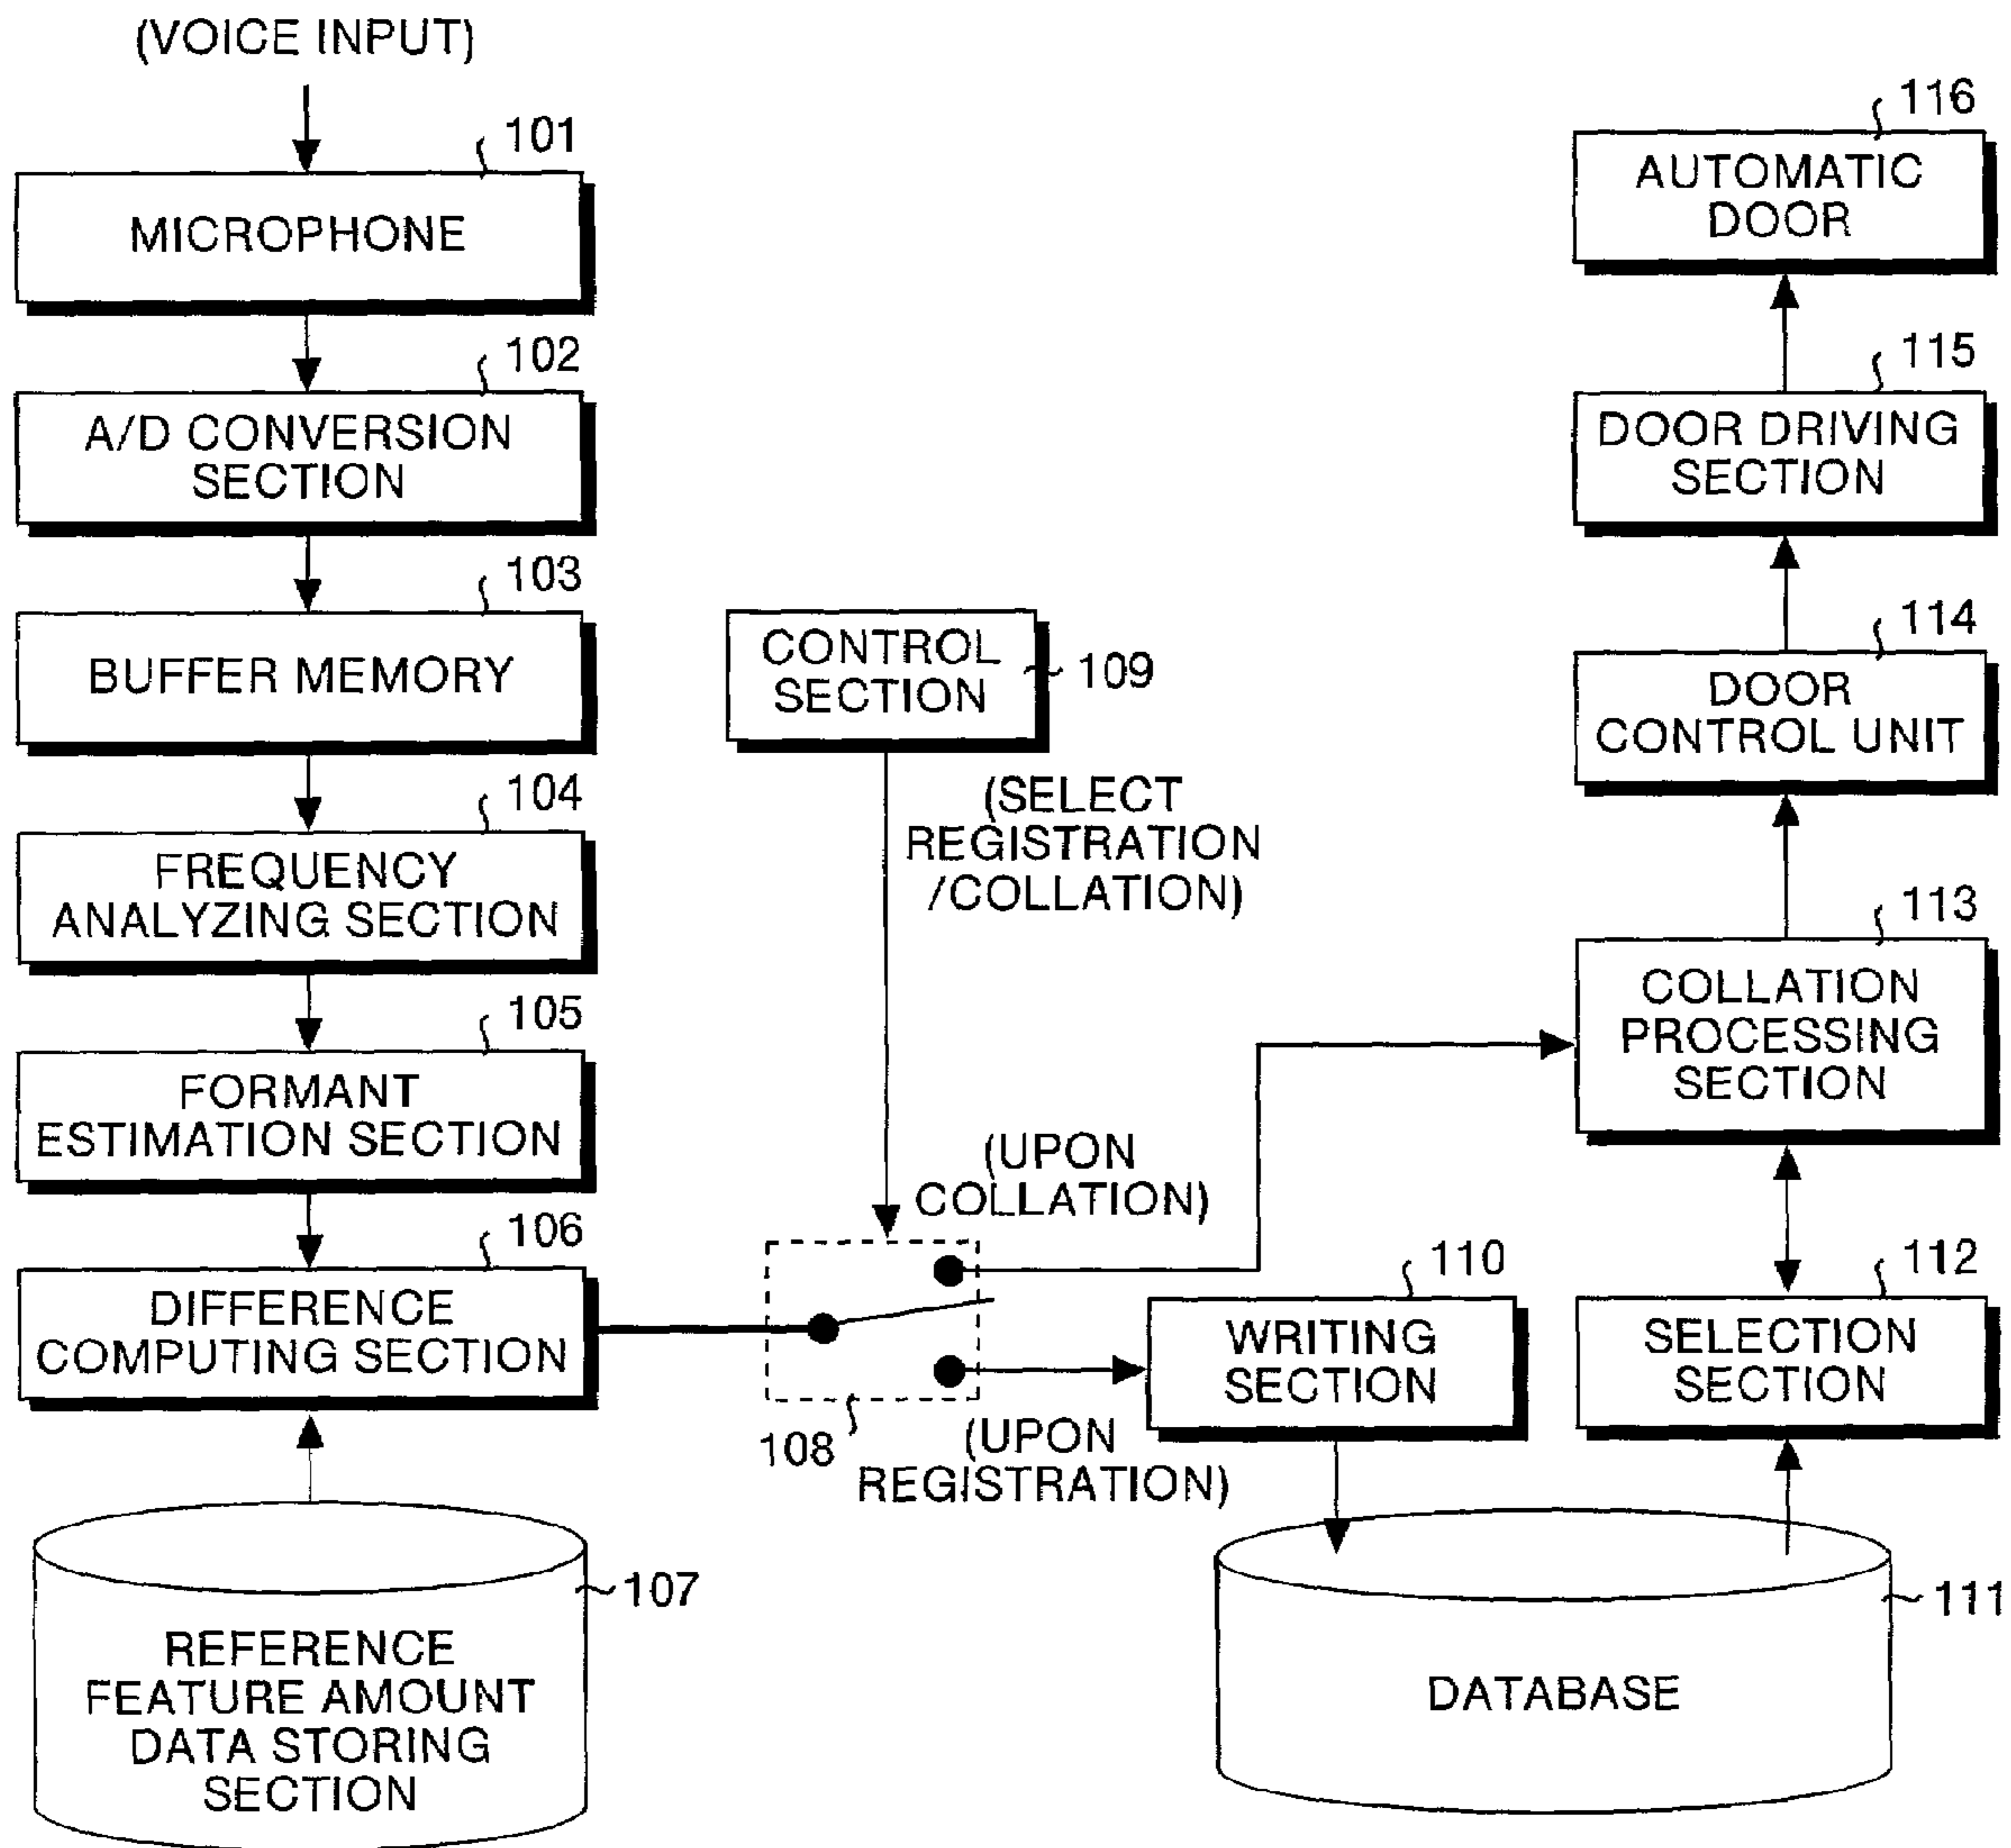 (VOICE INPUT)
101
MICROPHONE
102
A/D CONVERSION
SECTION
103
BUFFER MEMORY
104
FREQUENCY
ANALYZING SECTION
105
FORMANT
ESTIMATION SECTION
106
DIFFERENCE
COMPUTING SECTION
107
REFERENCE
FEATURE AMOUNT
DATA STORING
SECTION
CONTROL
SECTION
109
(SELECT
REGISTRATION
/COLLATION)
(UPON
COLLATION)
108
(UPON
REGISTRATION)
110
WRITING
SECTION
116
AUTOMATIC
DOOR
115
DOOR DRIVING
SECTION
114
DOOR
CONTROL UNIT
113
COLLATION
PROCESSING
SECTION
112
SELECTION
SECTION
111
DATABASE